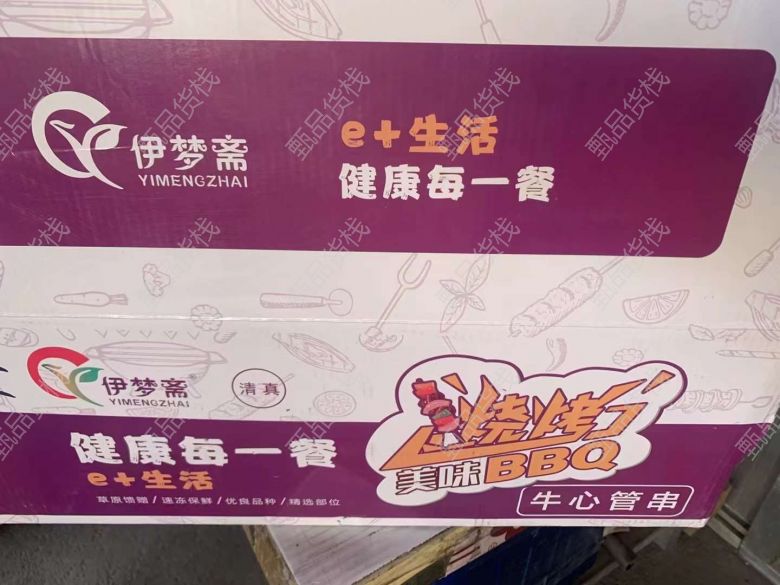 伊梦斋
YIMENGZHAI
e+生活
健康每一餐
伊梦斋®
YIMENGZHAI
清真
健康每一餐
e+生活
草原馈赠 / 速冻保鲜 / 优良品种 / 精选部位
烧烤
美味BBQ
牛心管串
甄品货栈